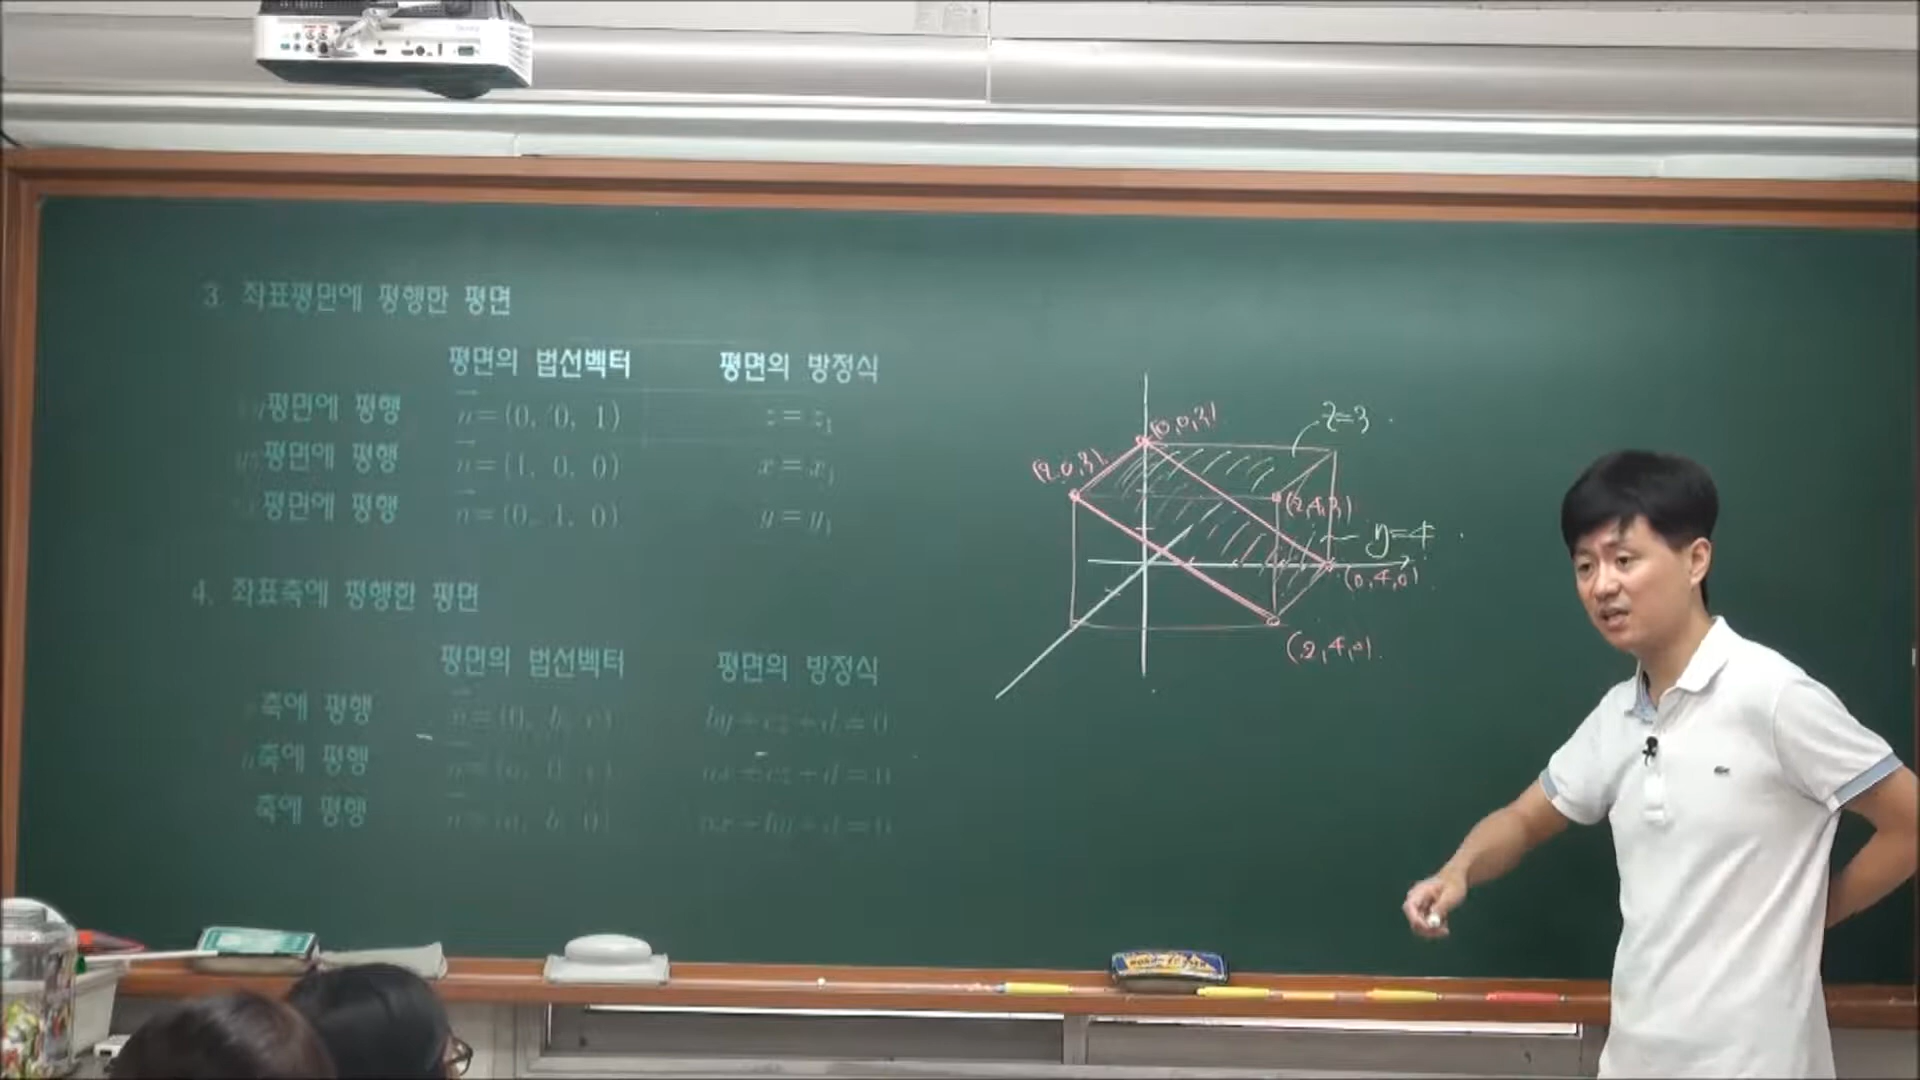 3. 좌표평면에 평행한 평면
평면의 법선벡터 평면의 방정식
평면에 평행 n=(0, 0, 1) z=z₁
평면에 평행 n=(1, 0, 0) x=x₁
평면에 평행 n=(0, 1, 0) y=y₁
4. 좌표축에 평행한 평면
평면의 법선벡터 평면의 방정식
축에 평행 n=(0, b, c) by+cz+d=0
축에 평행
축에 평행
(0,0,3)
z=3
(2,0,3)
(2,4,3)
y=4
(0,4,0)
(2,4,0)